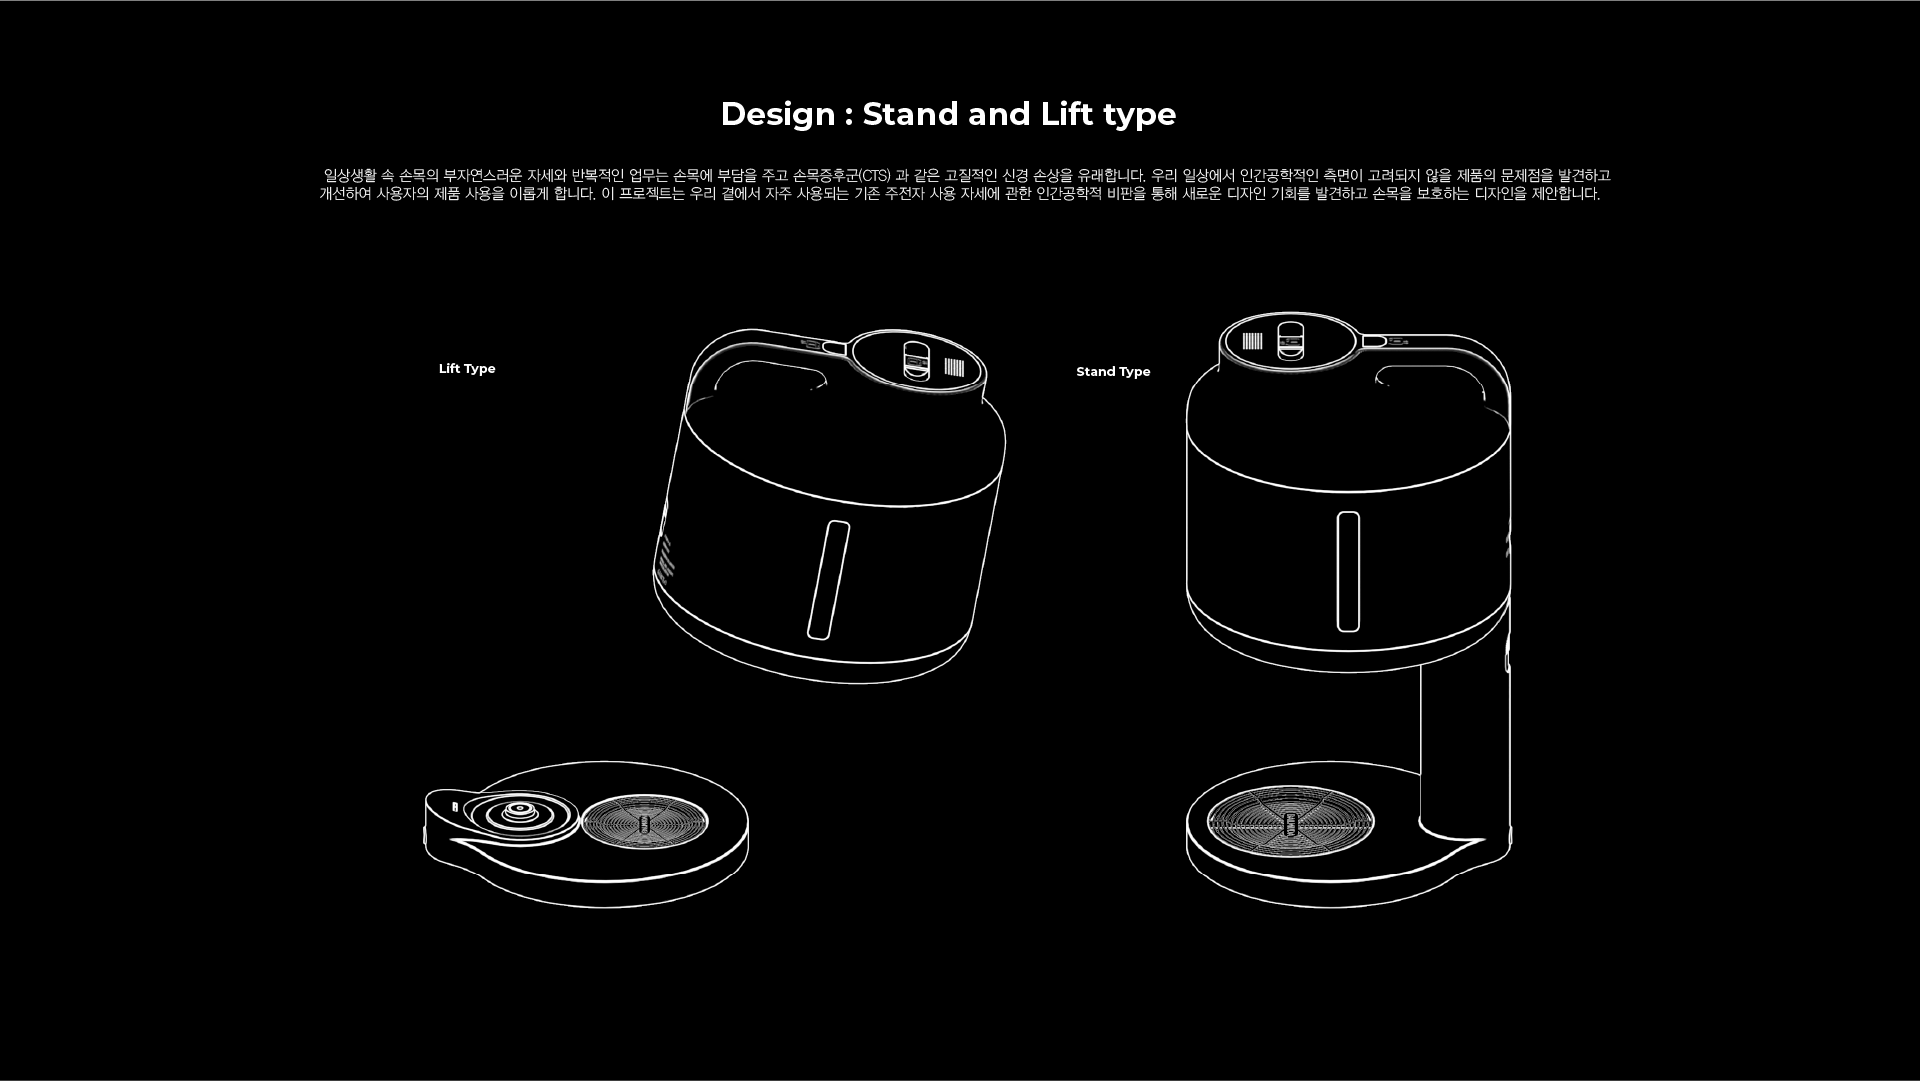 Design : Stand and Lift type
일상생활 속 손목의 부자연스러운 자세와 반복적인 업무는 손목에 부담을 주고 손목증후군(CTS) 과 같은 고질적인 신경 손상을 유래합니다. 우리 일상에서 인간공학적인 측면이 고려되지 않을 제품의 문제점을 발견하고
개선하여 사용자의 제품 사용을 이롭게 합니다. 이 프로젝트는 우리 곁에서 자주 사용되는 기존 주전자 사용 자세에 관한 인간공학적 비판을 통해 새로운 디자인 기회를 발견하고 손목을 보호하는 디자인을 제안합니다.
Lift Type
Stand Type